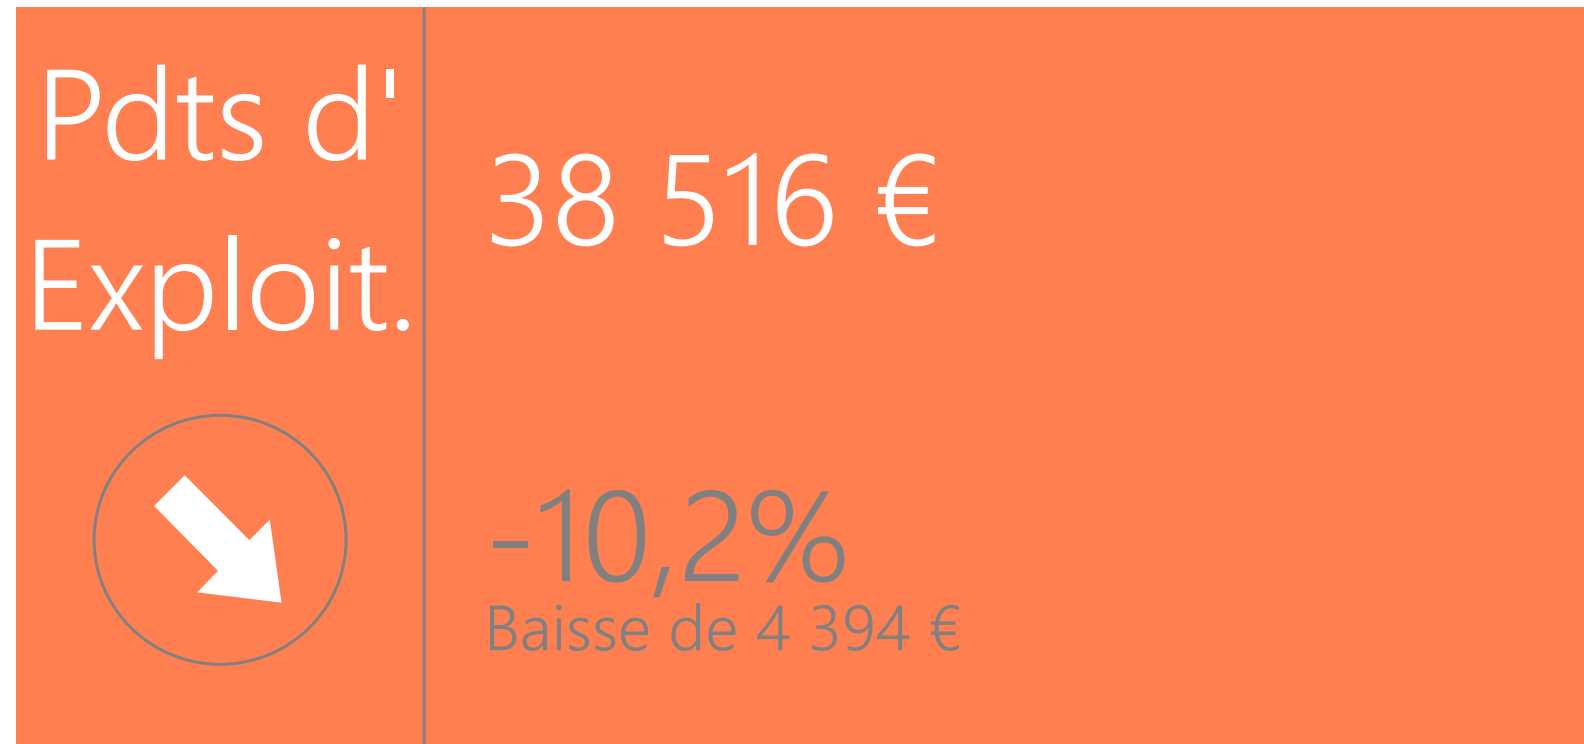 Pdts d'
Exploit.
38 516 €
-10,2%
Baisse de 4 394 €